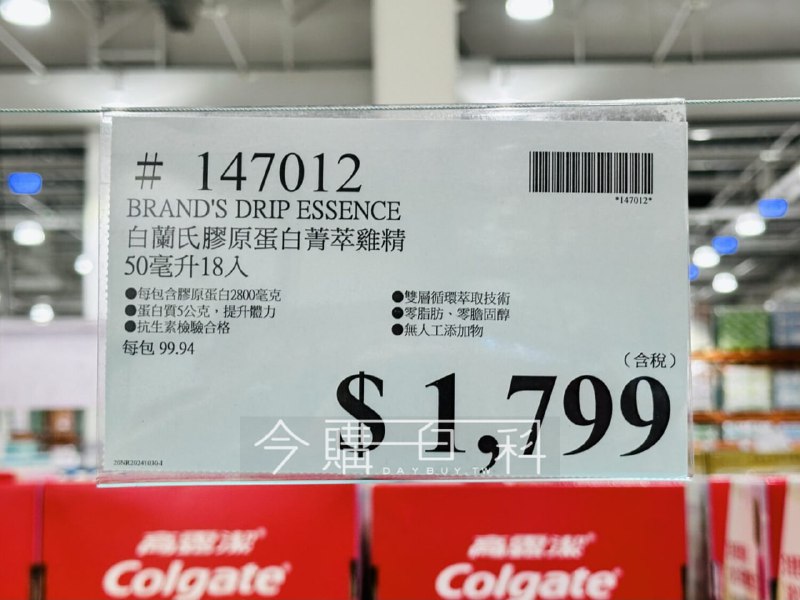 # 147012
*147012*
BRAND'S DRIP ESSENCE
白蘭氏膠原蛋白菁萃雞精
50毫升18入
●每包含膠原蛋白2800毫克
●蛋白質5公克，提升體力
●抗生素檢驗合格
每包 99.94
●雙層循環萃取技術
●零脂肪、零膽固醇
●無人工添加物
（含稅）
$ 1,799
今購百科
DAYBUY.TW
高露潔
Colgate
高露潔
Colgate